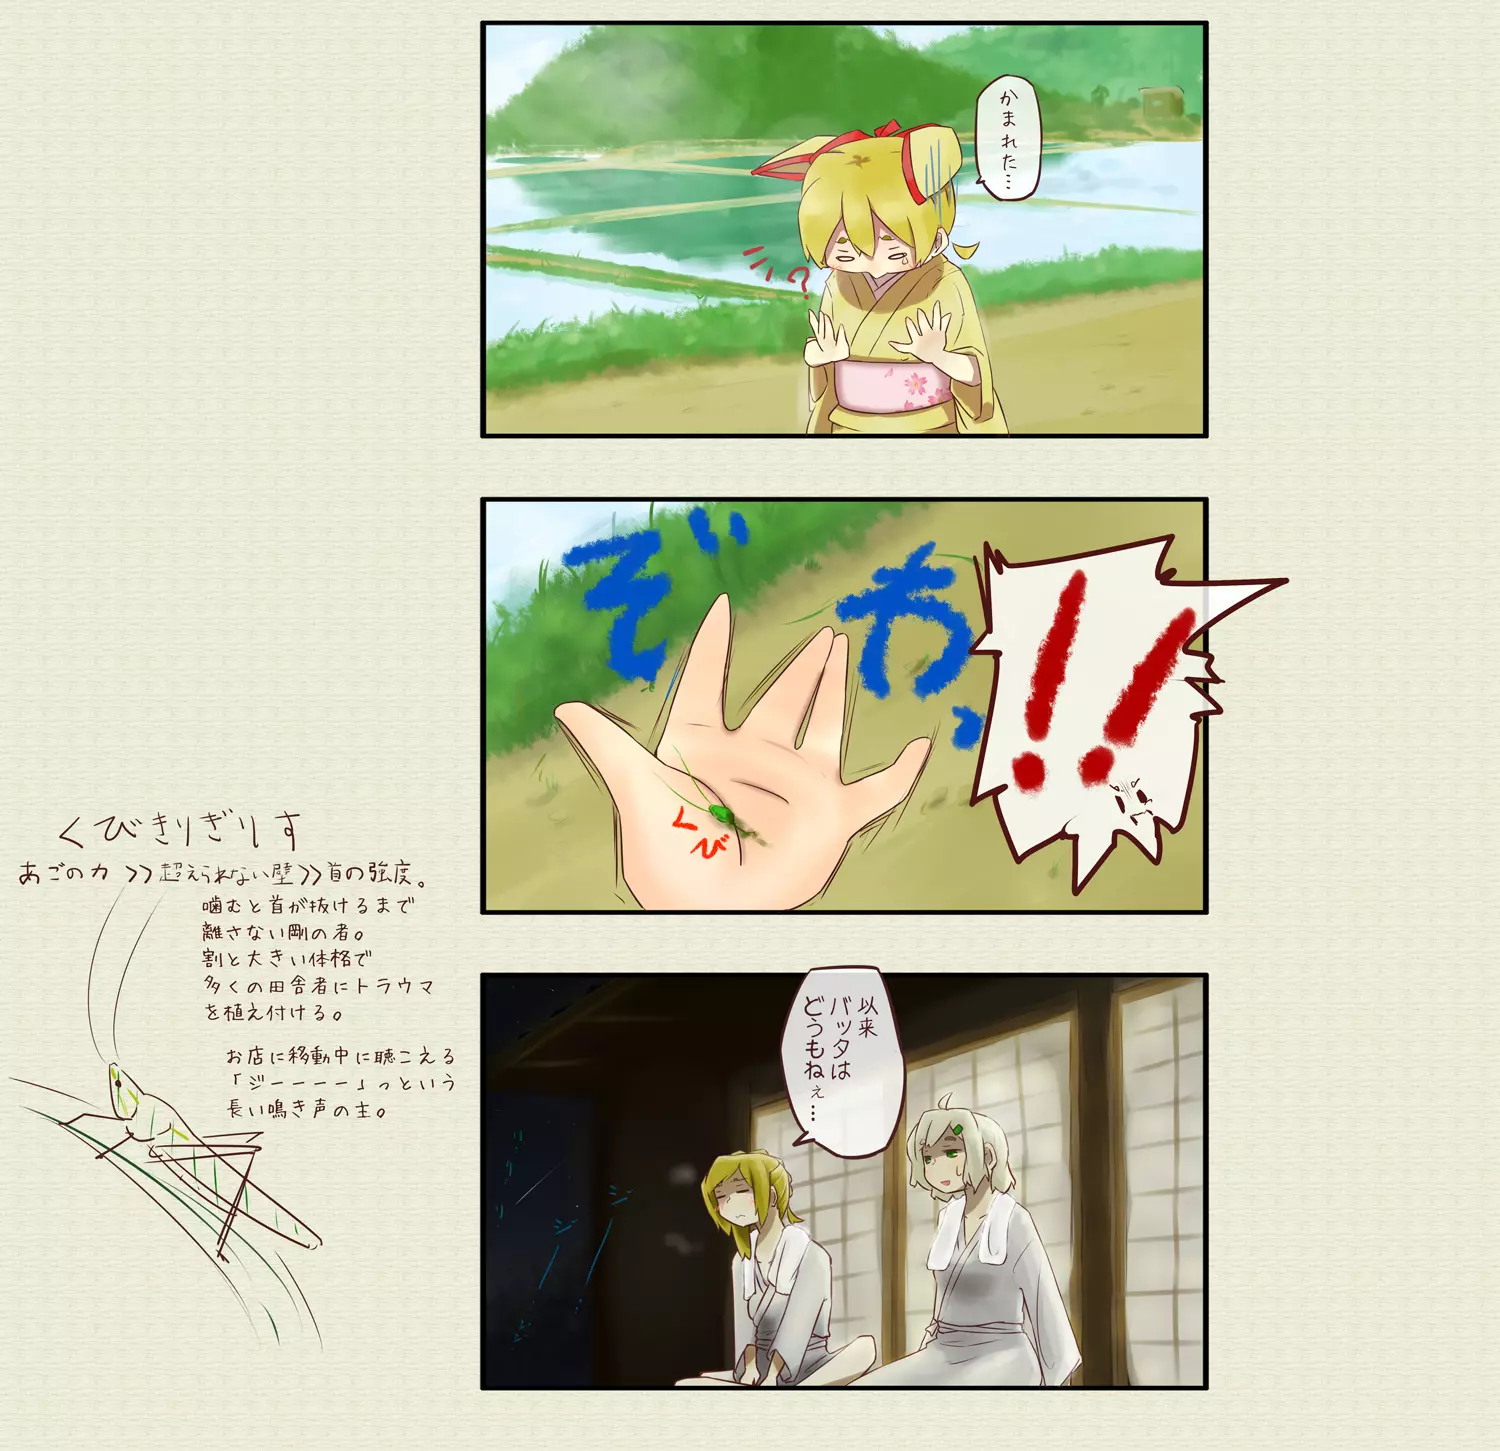 かまれた…
?
ぞわっ
!!
くび
くびきりぎりす
あごの力>>超えられない壁>>首の強度。
噛むと首が抜けるまで
離さない剛の者。
割と大きい体格で
多くの田舎者にトラウマ
を植え付ける。
お店に移動中に聴こえる
「ジーーーー」っという
長い鳴き声の主。
以来
バッタは
どうもねぇ…
ジ
ジ